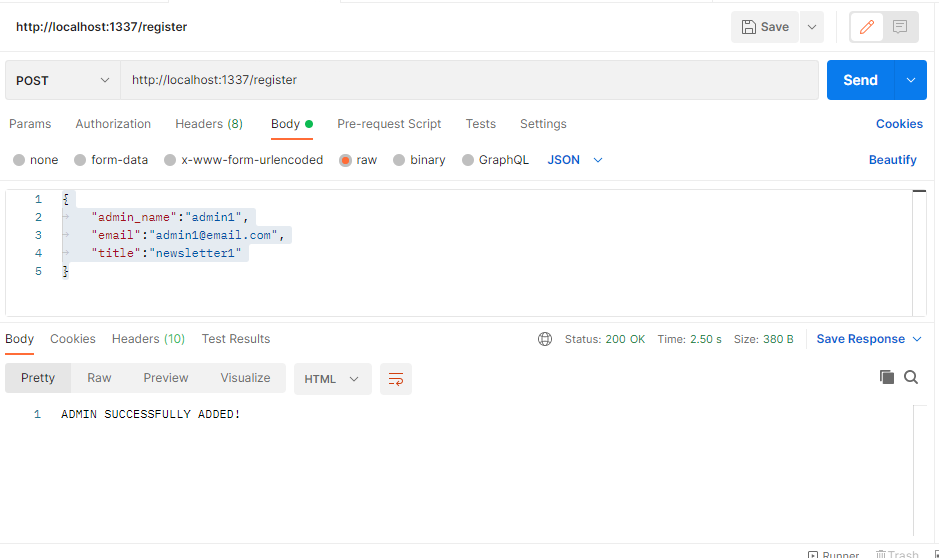 http://localhost:1337/register
Save
POST
http://localhost:1337/register
Send
Params Authorization Headers (8) Body Pre-request Script Tests Settings Cookies
none form-data x-www-form-urlencoded raw binary GraphQL JSON Beautify
1 {
2 "admin_name":"admin1",
3 "email":"admin1@email.com",
4 "title":"newsletter1"
5 }
Body Cookies Headers (10) Test Results Status: 200 OK Time: 2.50 s Size: 380 B Save Response
Pretty Raw Preview Visualize HTML
1 ADMIN SUCCESSFULLY ADDED!
Runner Trash